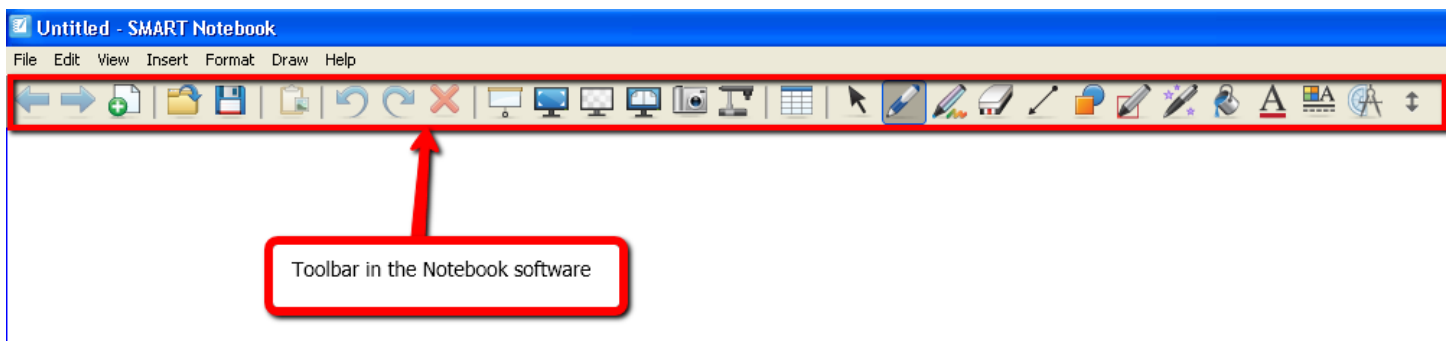 Untitled - SMART Notebook
File Edit View Insert Format Draw Help
Toolbar in the Notebook software